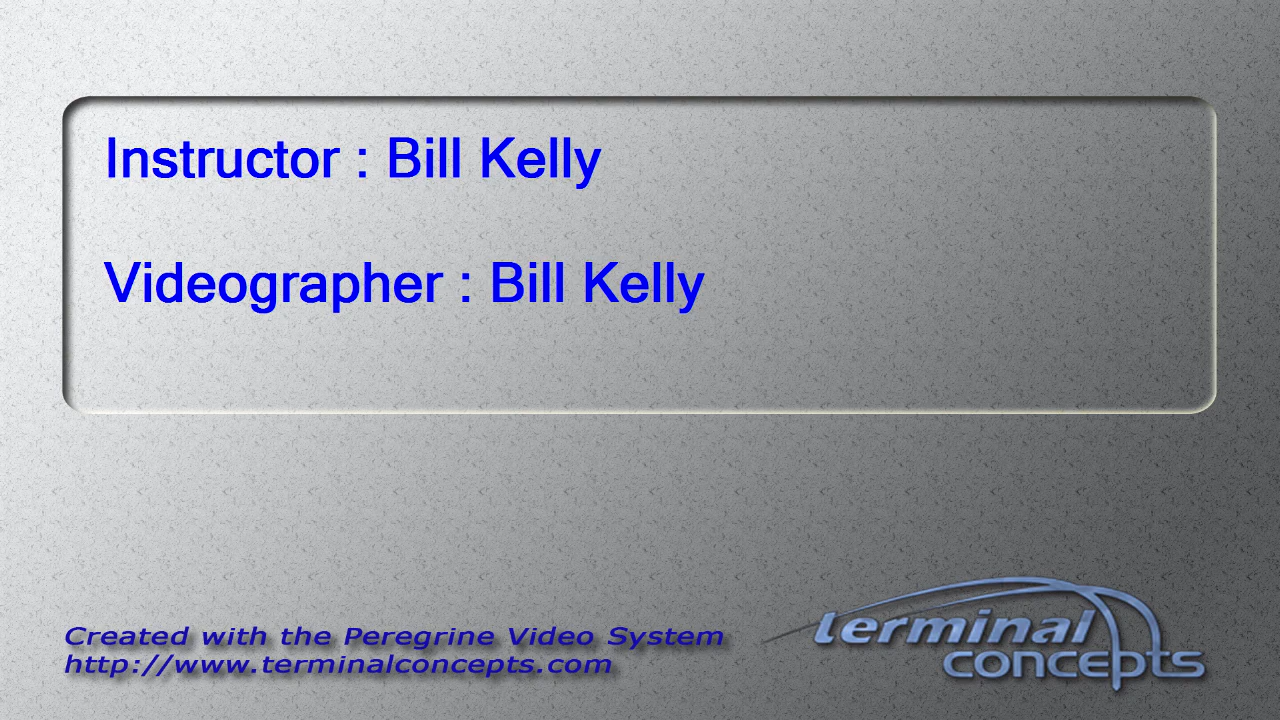 Instructor : Bill Kelly
Videographer : Bill Kelly
Created with the Peregrine Video System
http://www.terminalconcepts.com
terminal
concepts